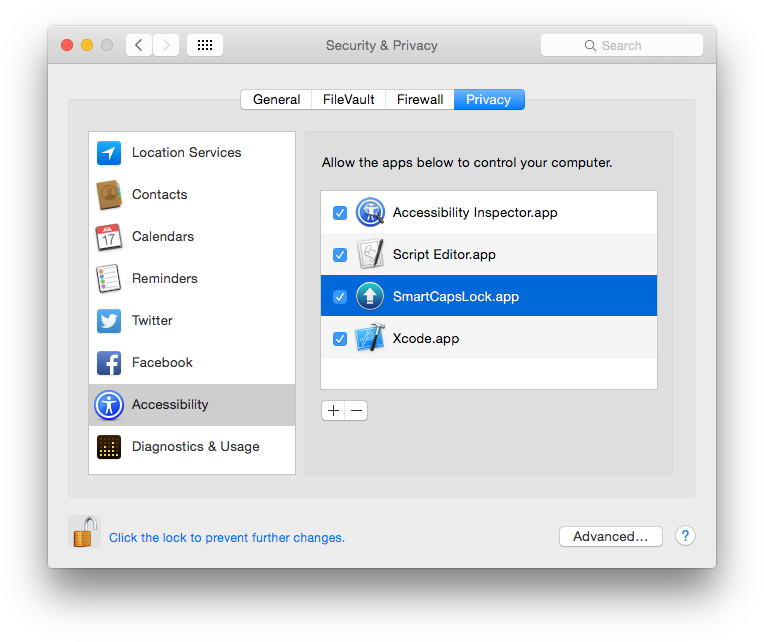 Security & Privacy
Search
General
FileVault
Firewall
Privacy
Location Services
Contacts
JUL
17
Calendars
Reminders
Twitter
Facebook
Accessibility
Diagnostics & Usage
Allow the apps below to control your computer.
Accessibility Inspector.app
Script Editor.app
SmartCapsLock.app
Xcode.app
+ −
Click the lock to prevent further changes.
Advanced...
?